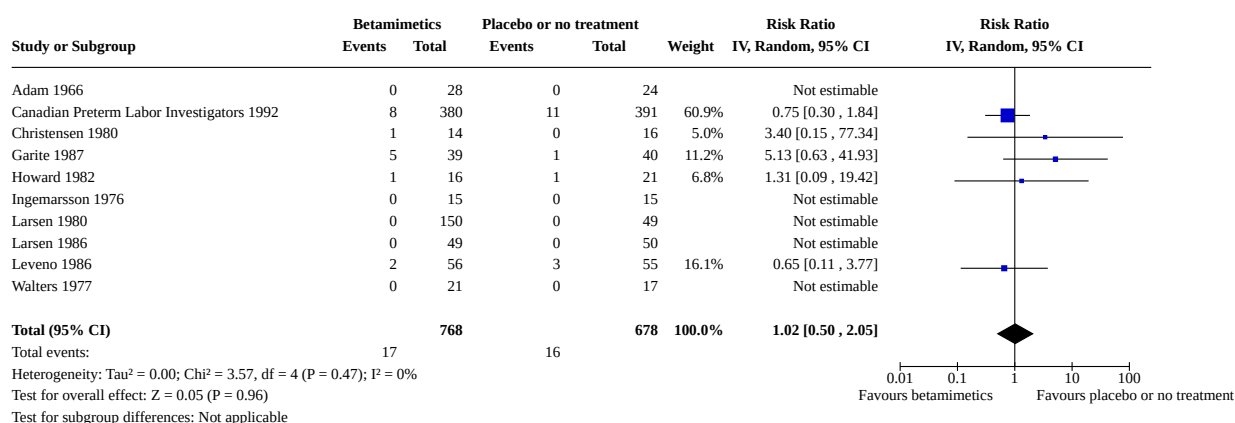 Betamimetics Placebo or no treatment Risk Ratio Risk Ratio
Study or Subgroup Events Total Events Total Weight IV, Random, 95% CI IV, Random, 95% CI
Adam 1966 0 28 0 24 Not estimable
Canadian Preterm Labor Investigators 1992 8 380 11 391 60.9% 0.75 [0.30 , 1.84]
Christensen 1980 1 14 0 16 5.0% 3.40 [0.15 , 77.34]
Garite 1987 5 39 1 40 11.2% 5.13 [0.63 , 41.93]
Howard 1982 1 16 1 21 6.8% 1.31 [0.09 , 19.42]
Ingemarsson 1976 0 15 0 15 Not estimable
Larsen 1980 0 150 0 49 Not estimable
Larsen 1986 0 49 0 50 Not estimable
Leveno 1986 2 56 3 55 16.1% 0.65 [0.11 , 3.77]
Walters 1977 0 21 0 17 Not estimable
Total (95% CI) 768 678 100.0% 1.02 [0.50 , 2.05]
Total events: 17 16
Heterogeneity: Tau² = 0.00; Chi² = 3.57, df = 4 (P = 0.47); I² = 0%
0.01 0.1 1 10 100
Test for overall effect: Z = 0.05 (P = 0.96)
Favours betamimetics Favours placebo or no treatment
Test for subgroup differences: Not applicable